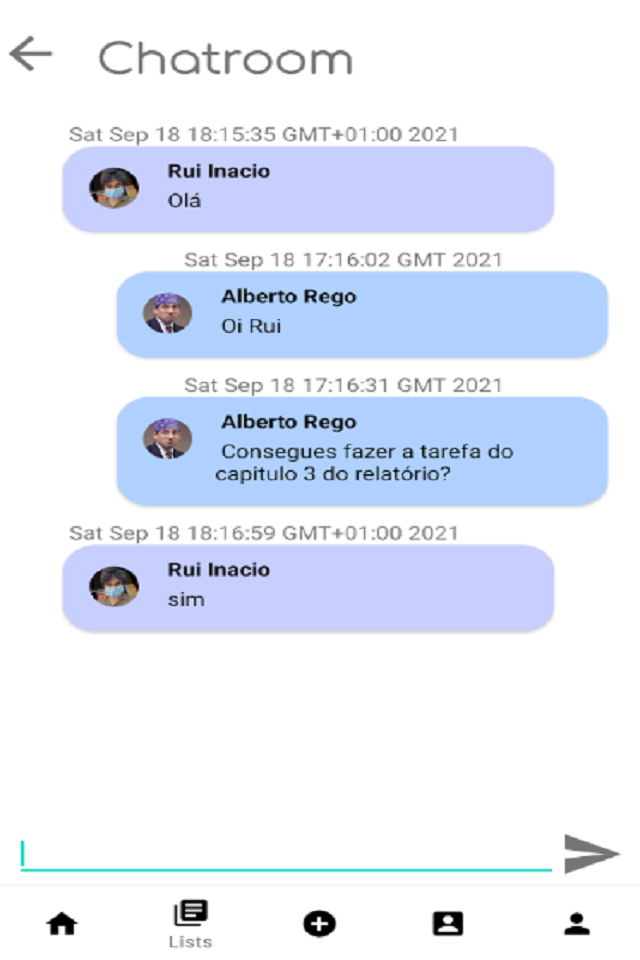 Chatroom
Sat Sep 18 18:15:35 GMT+01:00 2021
Rui Inacio
Olá
Sat Sep 18 17:16:02 GMT 2021
Alberto Rego
Oi Rui
Sat Sep 18 17:16:31 GMT 2021
Alberto Rego
Consegues fazer a tarefa do
capitulo 3 do relatório?
Sat Sep 18 18:16:59 GMT+01:00 2021
Rui Inacio
sim
Lists